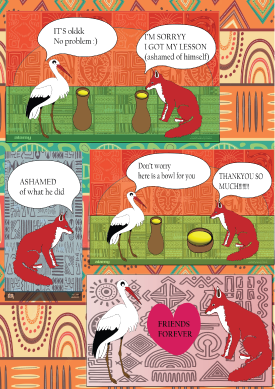 IT'S okkk
No problem :)
I'M SORRYY
I GOT MY LESSON
(ashamed of himself)
ASHAMED
of what he did
Don't worry
here is a bowl for you
THANKYOU SO
MUCH!!!!!!
FRIENDS
FOREVER